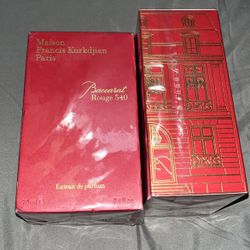 Maison
Francis Kurkdjian
Paris
Baccarat
Rouge 540
Extrait de parfum